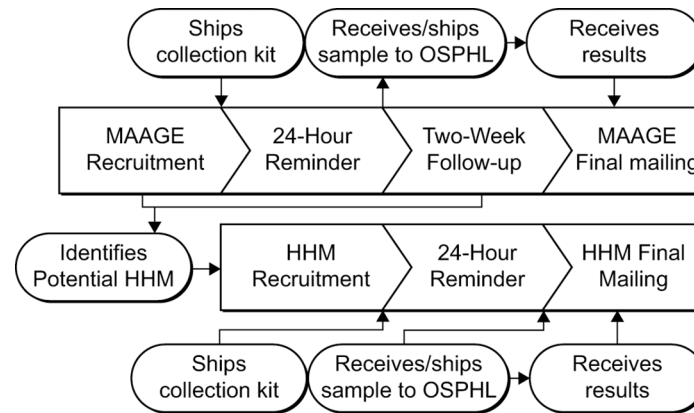 Ships
collection kit
Receives/ships
sample to OSPHL
Receives
results
MAAGE
Recruitment
24-Hour
Reminder
Two-Week
Follow-up
MAAGE
Final mailing
Identifies
Potential HHM
HHM
Recruitment
24-Hour
Reminder
HHM Final
Mailing
Ships
collection kit
Receives/ships
sample to OSPHL
Receives
results